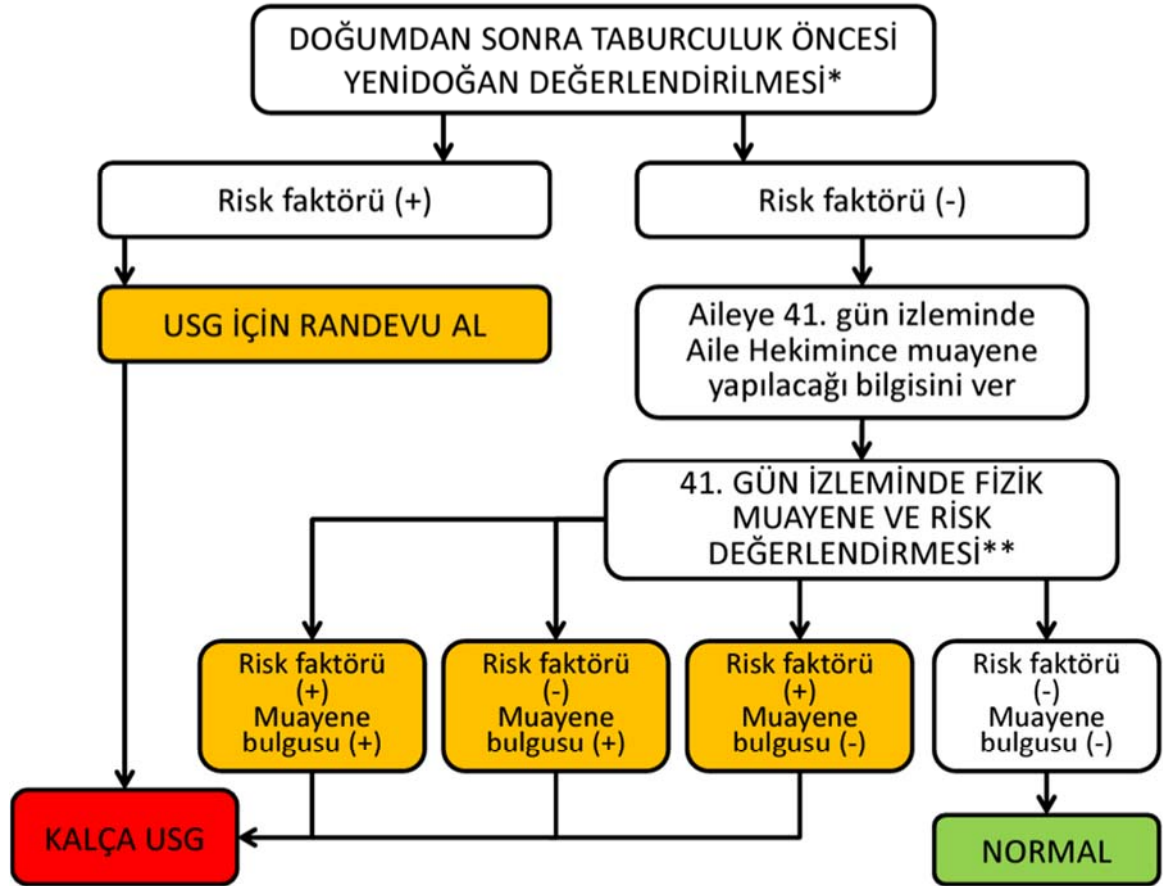 DOĞUMDAN SONRA TABURCULUK ÖNCESİ
YENİDOĞAN DEĞERLENDİRİLMESİ*
Risk faktörü (+)
Risk faktörü (-)
USG İÇİN RANDEVU AL
Aileye 41. gün izleminde
Aile Hekimince muayene
yapılacağı bilgisini ver
41. GÜN İZLEMİNDE FİZİK
MUAYENE VE RİSK
DEĞERLENDİRMESİ**
Risk faktörü
(+)
Muayene
bulgusu (+)
Risk faktörü
(-)
Muayene
bulgusu (+)
Risk faktörü
(+)
Muayene
bulgusu (-)
Risk faktörü
(-)
Muayene
bulgusu (-)
KALÇA USG
NORMAL